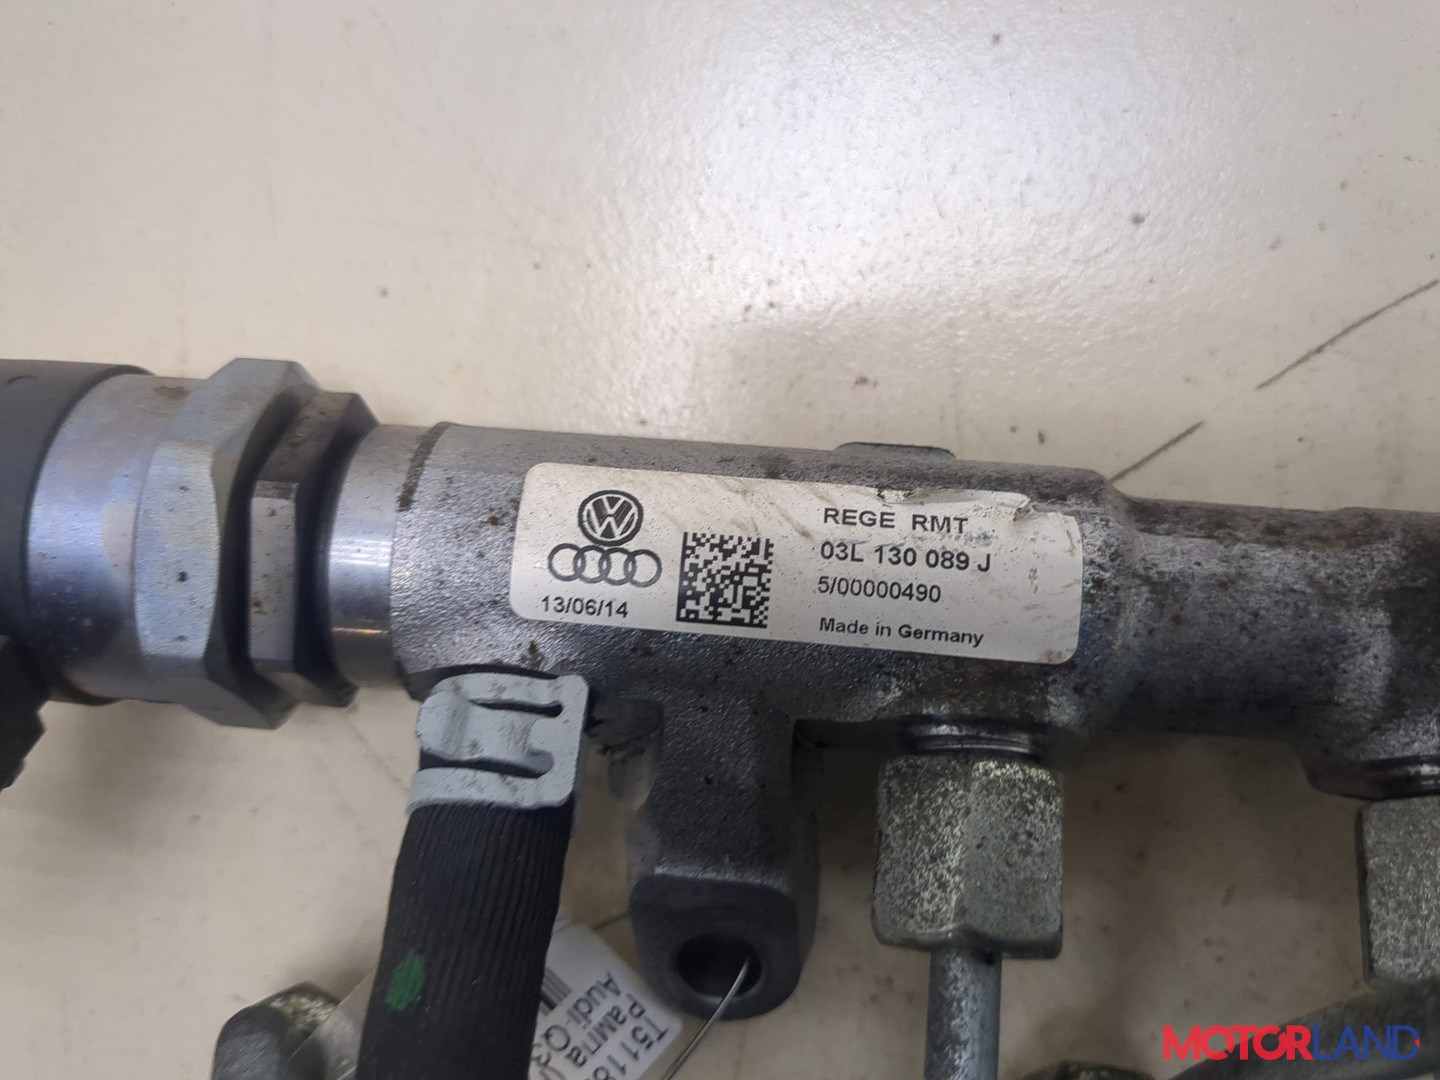 REGE RMT
03L 130 089 J
5/00000490
Made in Germany
13/06/14
Audi Q3
MOTORLAND